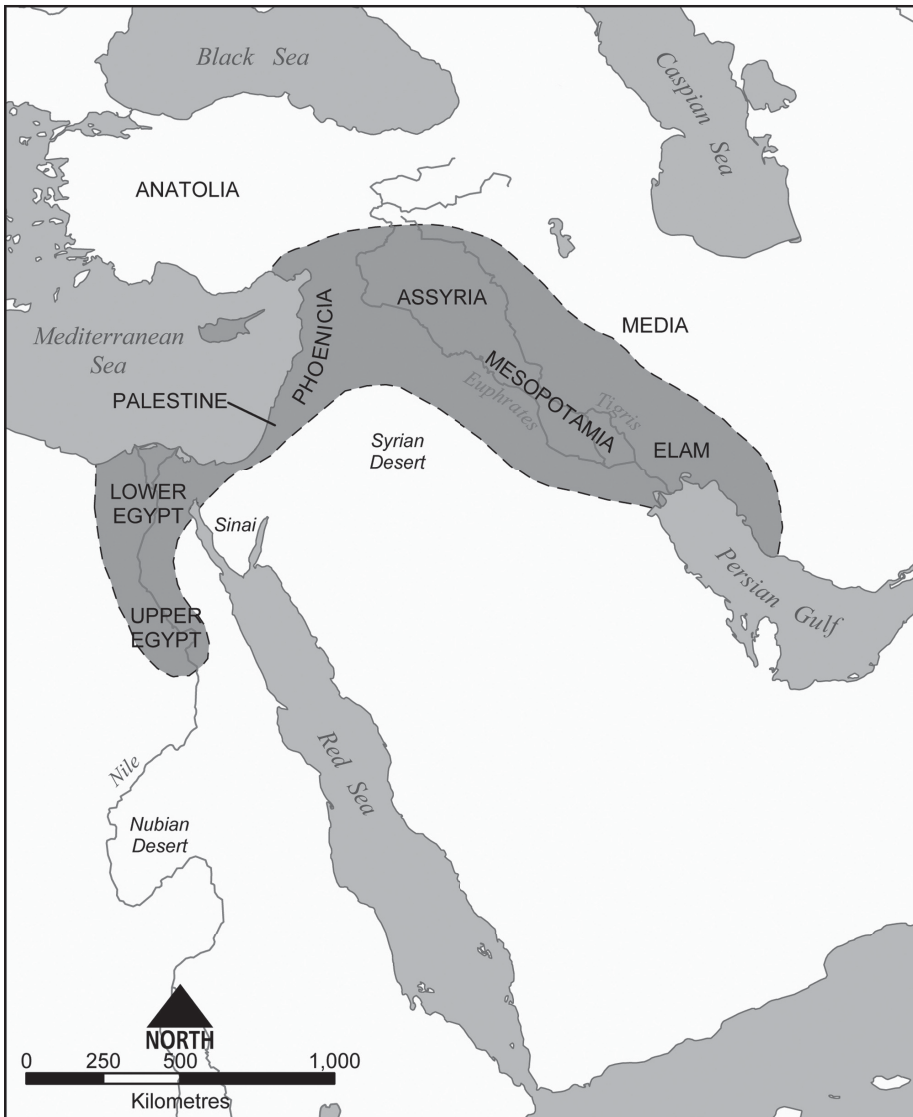 Black Sea
Caspian Sea
ANATOLIA
ASSYRIA
PHOENICIA
MEDIA
Mediterranean
Sea
MESOPOTAMIA
Euphrates
Tigris
PALESTINE
Syrian
Desert
ELAM
LOWER
EGYPT
Sinai
Persian Gulf
UPPER
EGYPT
Red Sea
Nile
Nubian
Desert
NORTH
0 250 500 1,000
Kilometres